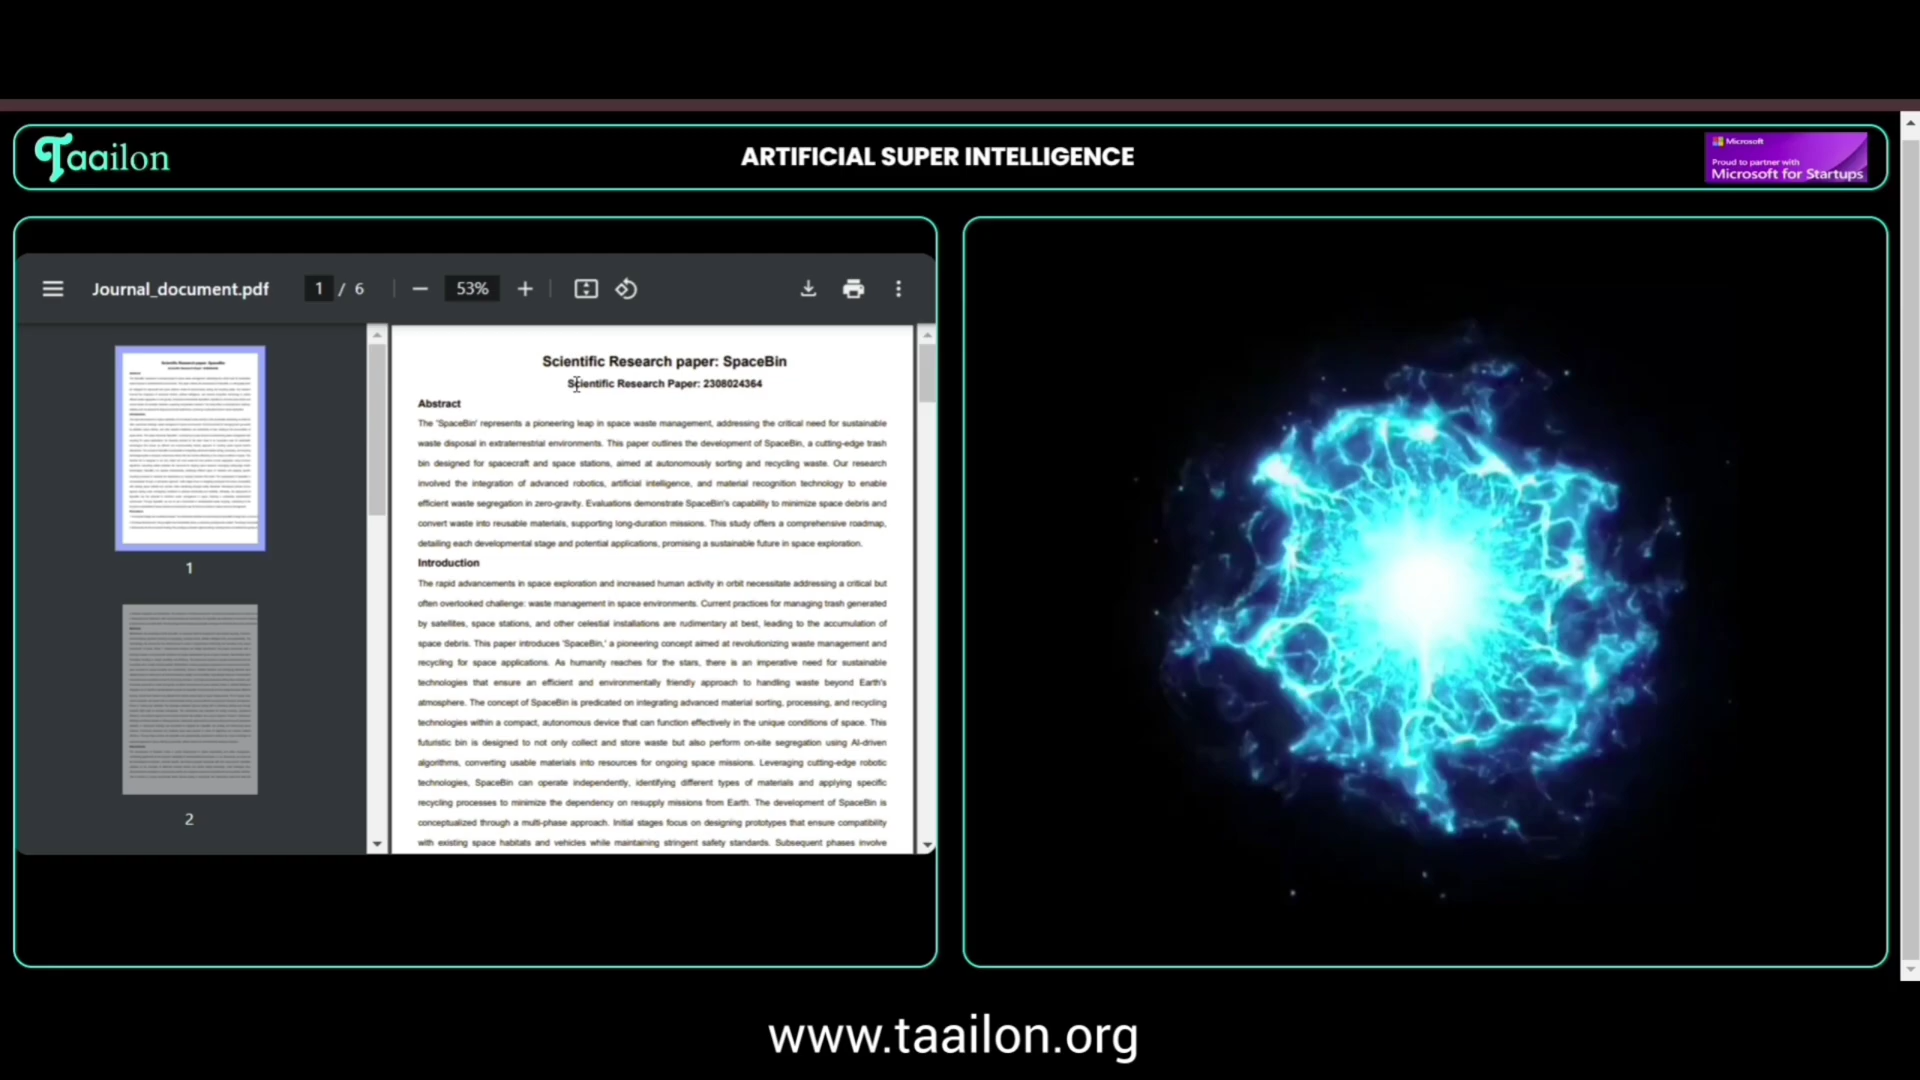 Taailon
ARTIFICIAL SUPER INTELLIGENCE
Microsoft
Proud to partner with
Microsoft for Startups
Journal_document.pdf
1 / 6
53%
Scientific Research paper: SpaceBin
Scientific Research Paper: 2308024364
Abstract
The 'SpaceBin' represents a pioneering leap in space waste management, addressing the critical need for sustainable
waste disposal in extraterrestrial environments. This paper outlines the development of SpaceBin, a cutting-edge trash
bin designed for spacecraft and space stations, aimed at autonomously sorting and recycling waste. Our research
involved the integration of advanced robotics, artificial intelligence, and material recognition technology to enable
efficient waste segregation in zero-gravity. Evaluations demonstrate SpaceBin's capability to minimize space debris and
convert waste into reusable materials, supporting long-duration missions. This study offers a comprehensive roadmap,
detailing each developmental stage and potential applications, promising a sustainable future in space exploration.
Introduction
The rapid advancements in space exploration and increased human activity in orbit necessitate addressing a critical but
often overlooked challenge: waste management in space environments. Current practices for managing trash generated
by satellites, space stations, and other celestial installations are rudimentary at best, leading to the accumulation of
space debris. This paper introduces 'SpaceBin,' a pioneering concept aimed at revolutionizing waste management and
recycling for space applications. As humanity reaches for the stars, there is an imperative need for sustainable
technologies that ensure an efficient and environmentally friendly approach to handling waste beyond Earth's
atmosphere. The concept of SpaceBin is predicated on integrating advanced material sorting, processing, and recycling
technologies within a compact, autonomous device that can function effectively in the unique conditions of space. This
futuristic bin is designed to not only collect and store waste but also perform on-site segregation using AI-driven
algorithms, converting usable materials into resources for ongoing space missions. Leveraging cutting-edge robotic
technologies, SpaceBin can operate independently, identifying different types of materials and applying specific
recycling processes to minimize the dependency on resupply missions from Earth. The development of SpaceBin is
conceptualized through a multi-phase approach. Initial stages focus on designing prototypes that ensure compatibility
with existing space habitats and vehicles while maintaining stringent safety standards. Subsequent phases involve
1
2
www.taailon.org